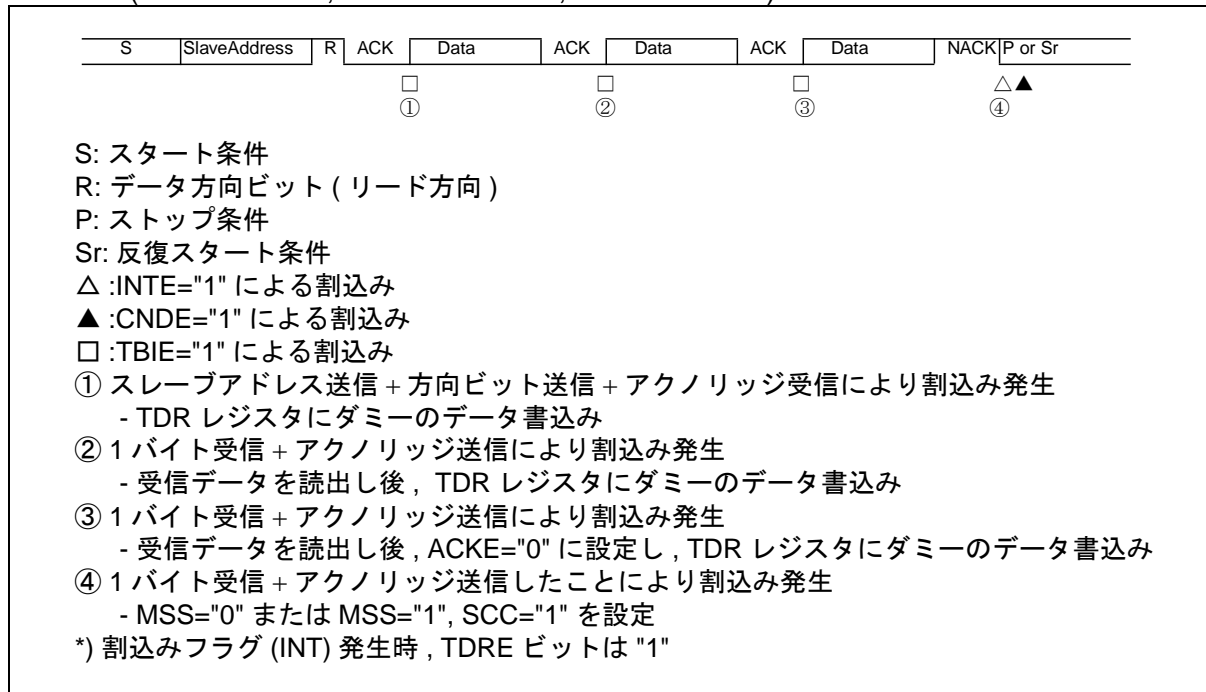 S SlaveAddress R ACK Data ACK Data ACK Data NACK P or Sr
□ □ □ △▲
① ② ③ ④
S: スタート条件
R: データ方向ビット ( リード方向 )
P: ストップ条件
Sr: 反復スタート条件
△ :INTE="1" による割込み
▲ :CNDE="1" による割込み
□ :TBIE="1" による割込み
① スレーブアドレス送信 + 方向ビット送信 + アクノリッジ受信により割込み発生
- TDR レジスタにダミーのデータ書込み
② 1 バイト受信 + アクノリッジ送信により割込み発生
- 受信データを読出し後 , TDR レジスタにダミーのデータ書込み
③ 1 バイト受信 + アクノリッジ送信により割込み発生
- 受信データを読出し後 , ACKE="0" に設定し , TDR レジスタにダミーのデータ書込み
④ 1 バイト受信 + アクノリッジ送信したことにより割込み発生
- MSS="0" または MSS="1", SCC="1" を設定
*) 割込みフラグ (INT) 発生時 , TDRE ビットは "1"